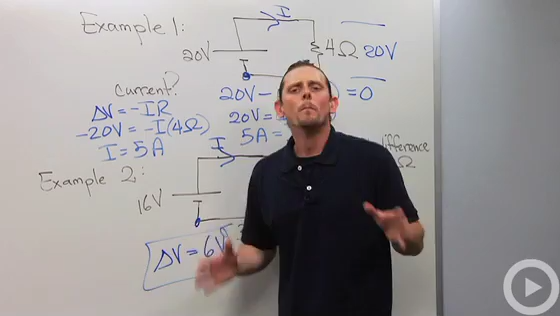 Example 1:
I
20V
4Ω 20V
Current?
20V - ) = 0
ΔV = -IR
20V =
-20V = -I(4Ω)
5A =
I = 5A
I
difference
Ω
Example 2:
16V
ΔV = 6V